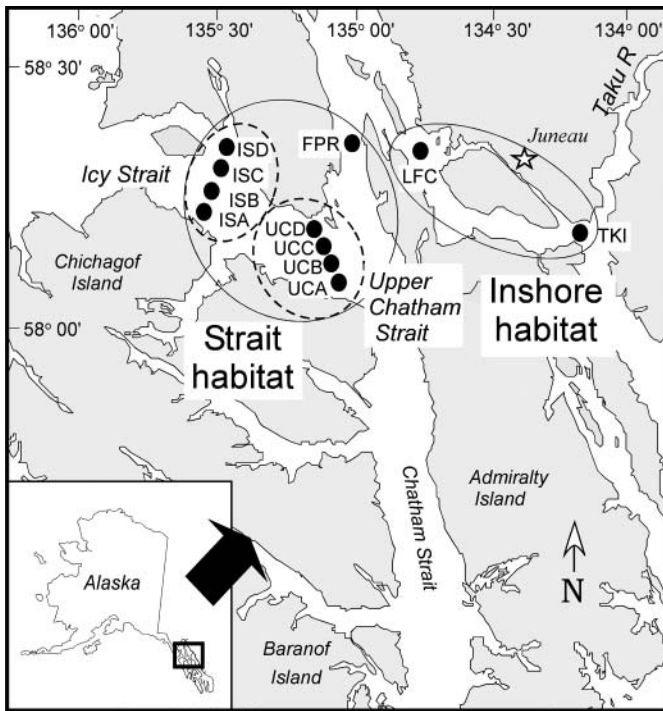 136 00' 135 30' 135 00' 134 30' 134 00'
58° 30'
Taku R
Juneau
FPR
LFC
ISD
Icy Strait
ISC
ISB
ISA
UCD
TKI
UCC
UCB
UCA
Chichagof
Island
Upper
Chatham
Strait
Inshore
habitat
58° 00'
Strait
habitat
Chatham Strait
Admiralty
Island
N
Alaska
Baranof
Island